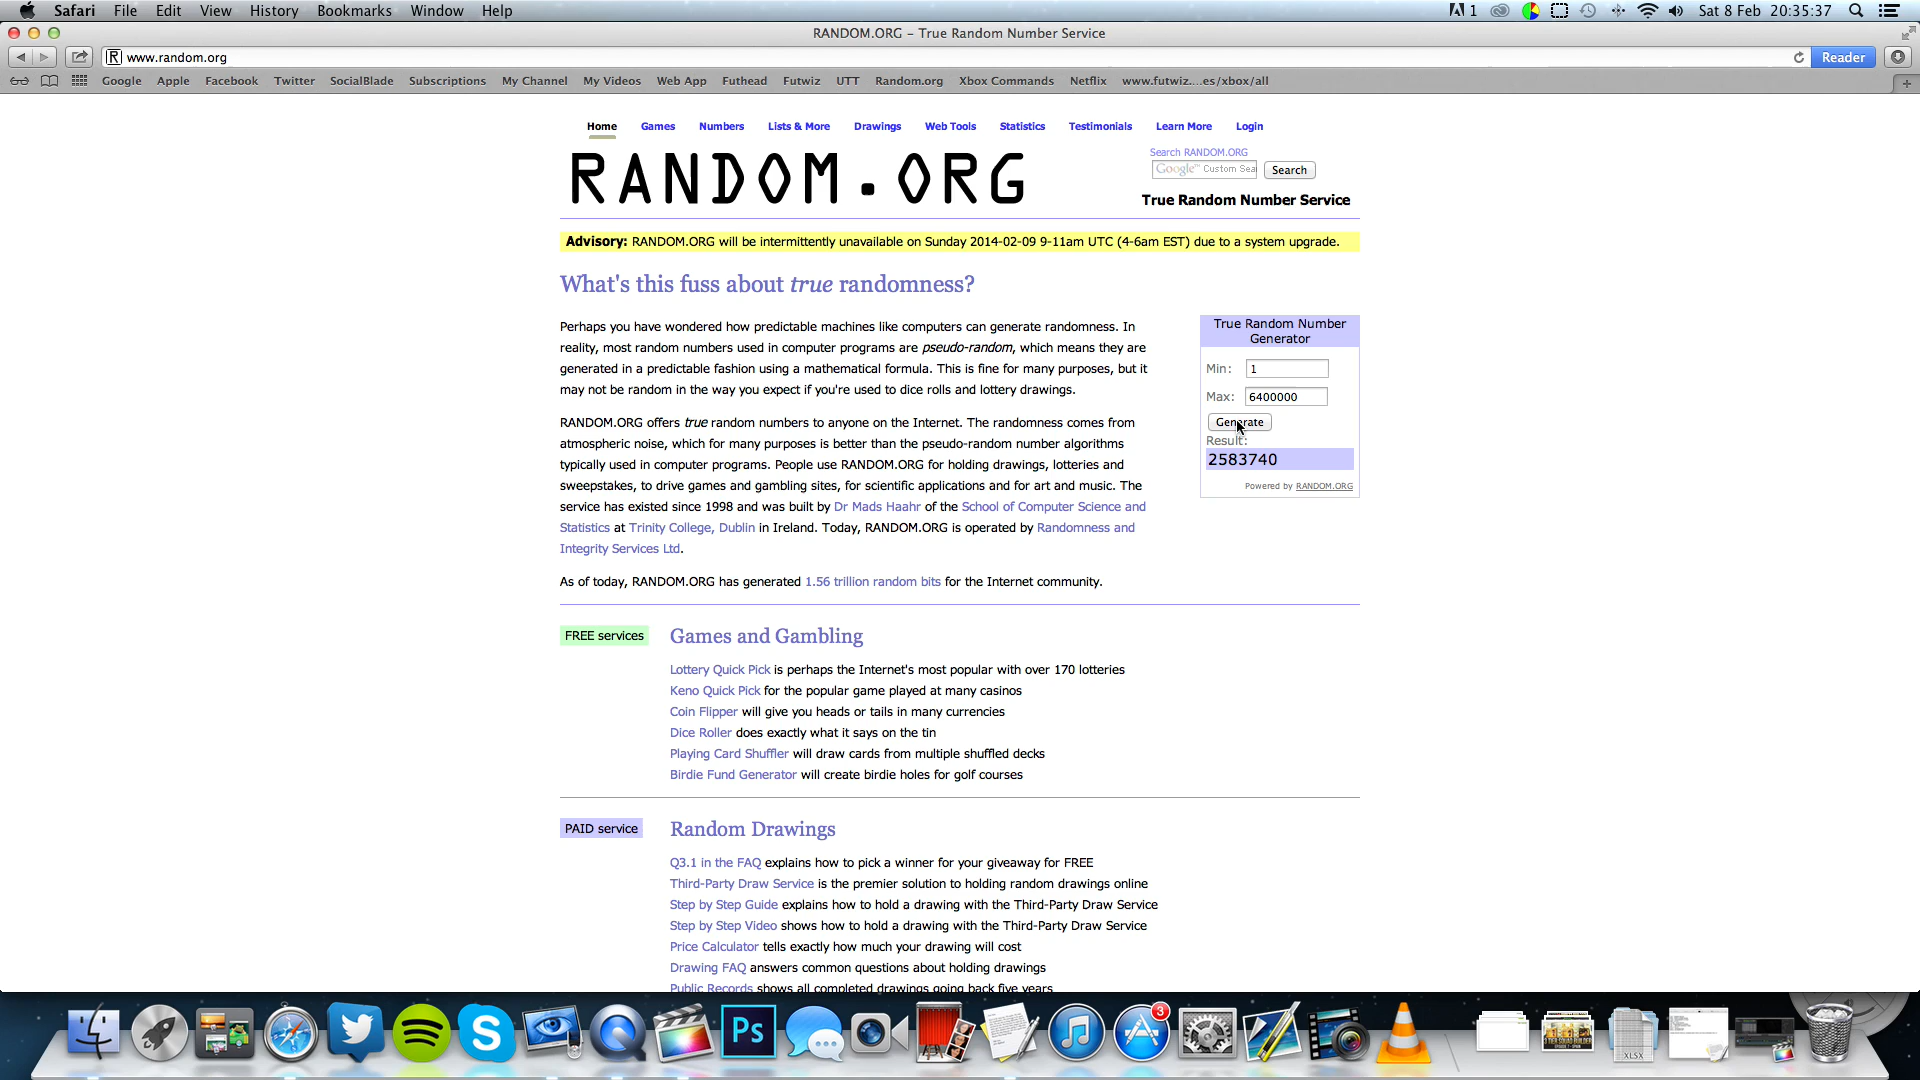 Safari File Edit View History Bookmarks Window Help 1 Sat 8 Feb 20:35:37
RANDOM.ORG – True Random Number Service
www.random.org Reader
Google Apple Facebook Twitter SocialBlade Subscriptions My Channel My Videos Web App Futhead Futwiz UTT Random.org Xbox Commands Netflix www.futwiz....es/xbox/all
Home Games Numbers Lists & More Drawings Web Tools Statistics Testimonials Learn More Login
RANDOM.ORG
Search RANDOM.ORG
Google™ Custom Sea Search
True Random Number Service
Advisory: RANDOM.ORG will be intermittently unavailable on Sunday 2014-02-09 9-11am UTC (4-6am EST) due to a system upgrade.
What's this fuss about true randomness?
Perhaps you have wondered how predictable machines like computers can generate randomness. In
reality, most random numbers used in computer programs are pseudo-random, which means they are
generated in a predictable fashion using a mathematical formula. This is fine for many purposes, but it
may not be random in the way you expect if you're used to dice rolls and lottery drawings.
RANDOM.ORG offers true random numbers to anyone on the Internet. The randomness comes from
atmospheric noise, which for many purposes is better than the pseudo-random number algorithms
typically used in computer programs. People use RANDOM.ORG for holding drawings, lotteries and
sweepstakes, to drive games and gambling sites, for scientific applications and for art and music. The
service has existed since 1998 and was built by Dr Mads Haahr of the School of Computer Science and
Statistics at Trinity College, Dublin in Ireland. Today, RANDOM.ORG is operated by Randomness and
Integrity Services Ltd.
As of today, RANDOM.ORG has generated 1.56 trillion random bits for the Internet community.
True Random Number
Generator
Min: 1
Max: 6400000
Generate
Result:
2583740
Powered by RANDOM.ORG
FREE services
Games and Gambling
Lottery Quick Pick is perhaps the Internet's most popular with over 170 lotteries
Keno Quick Pick for the popular game played at many casinos
Coin Flipper will give you heads or tails in many currencies
Dice Roller does exactly what it says on the tin
Playing Card Shuffler will draw cards from multiple shuffled decks
Birdie Fund Generator will create birdie holes for golf courses
PAID service
Random Drawings
Q3.1 in the FAQ explains how to pick a winner for your giveaway for FREE
Third-Party Draw Service is the premier solution to holding random drawings online
Step by Step Guide explains how to hold a drawing with the Third-Party Draw Service
Step by Step Video shows how to hold a drawing with the Third-Party Draw Service
Price Calculator tells exactly how much your drawing will cost
Drawing FAQ answers common questions about holding drawings
Public Records shows all completed drawings going back five years
Ps
3
XLSX